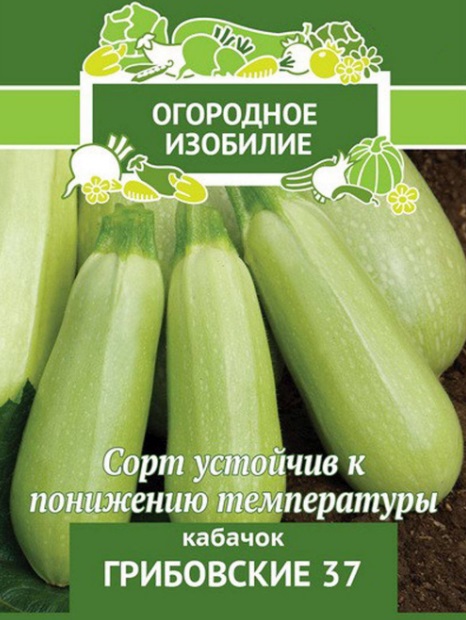 ОГОРОДНОЕ
ИЗОБИЛИЕ
Сорт устойчив к
понижению температуры
кабачок
ГРИБОВСКИЕ 37